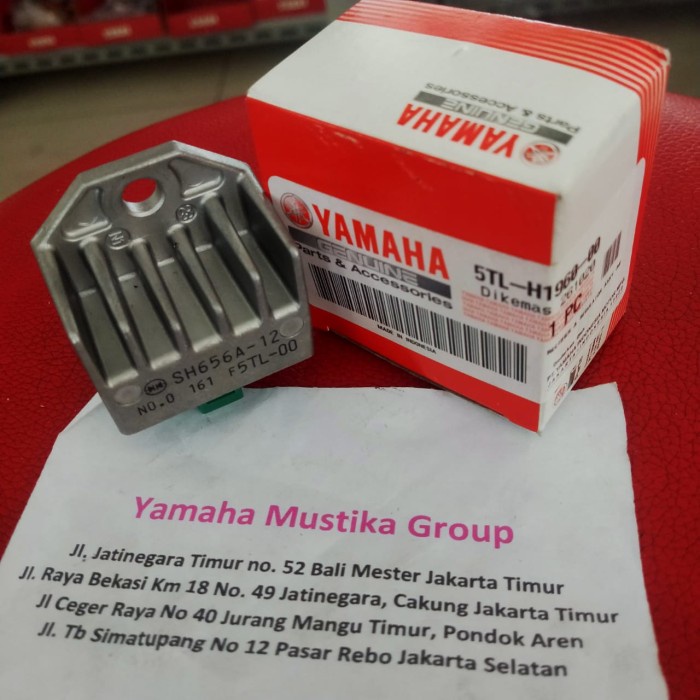 YAMAHA
GENUINE
Parts & Accessories
YAMAHA
GENUINE
Parts & Accessories
5TL-H1960-00
Dikemas
1 PC
MADE IN INDONESIA
SH656A-12
NO.0 161 F5TL-00
Yamaha Mustika Group
Jl. Jatinegara Timur no. 52 Bali Mester Jakarta Timur
Jl. Raya Bekasi Km 18 No. 49 Jatinegara, Cakung Jakarta Timur
Jl Ceger Raya No 40 Jurang Mangu Timur, Pondok Aren
Jl. Tb Simatupang No 12 Pasar Rebo Jakarta Selatan